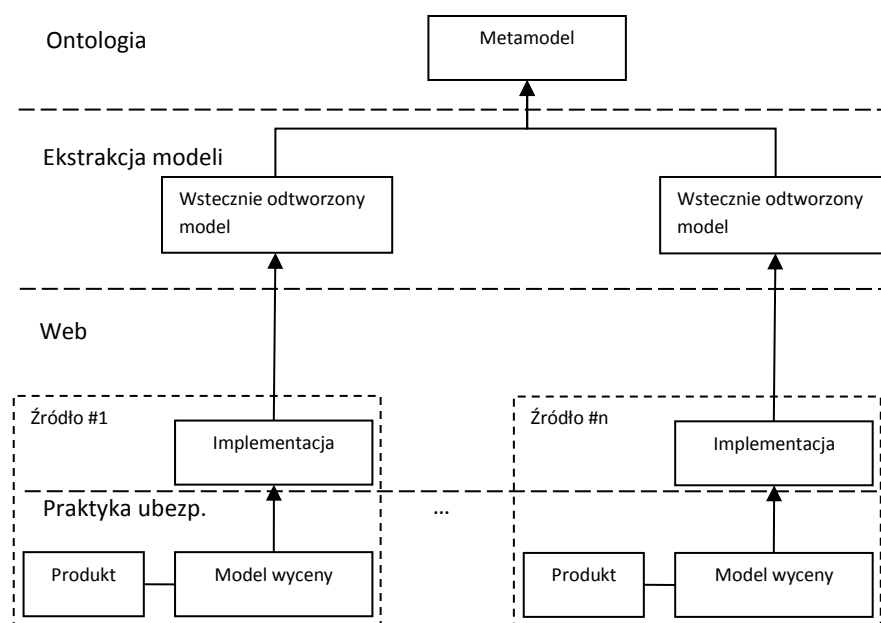 Ontologia
Metamodel
Ekstrakcja modeli
Wstecznie odtworzony
model
Wstecznie odtworzony
model
Web
Źródło #1
Implementacja
Źródło #n
Implementacja
Praktyka ubezp.
...
Produkt
Model wyceny
Produkt
Model wyceny